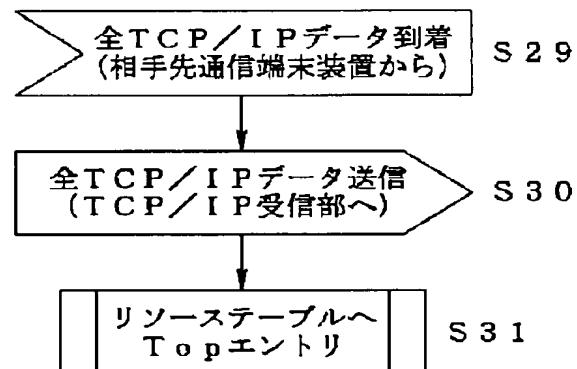 全TCP／IPデータ到着
(相手先通信端末装置から)
S29
全TCP／IPデータ送信
(TCP／IP受信部へ)
S30
リソーステーブルへ
Topエントリ
S31